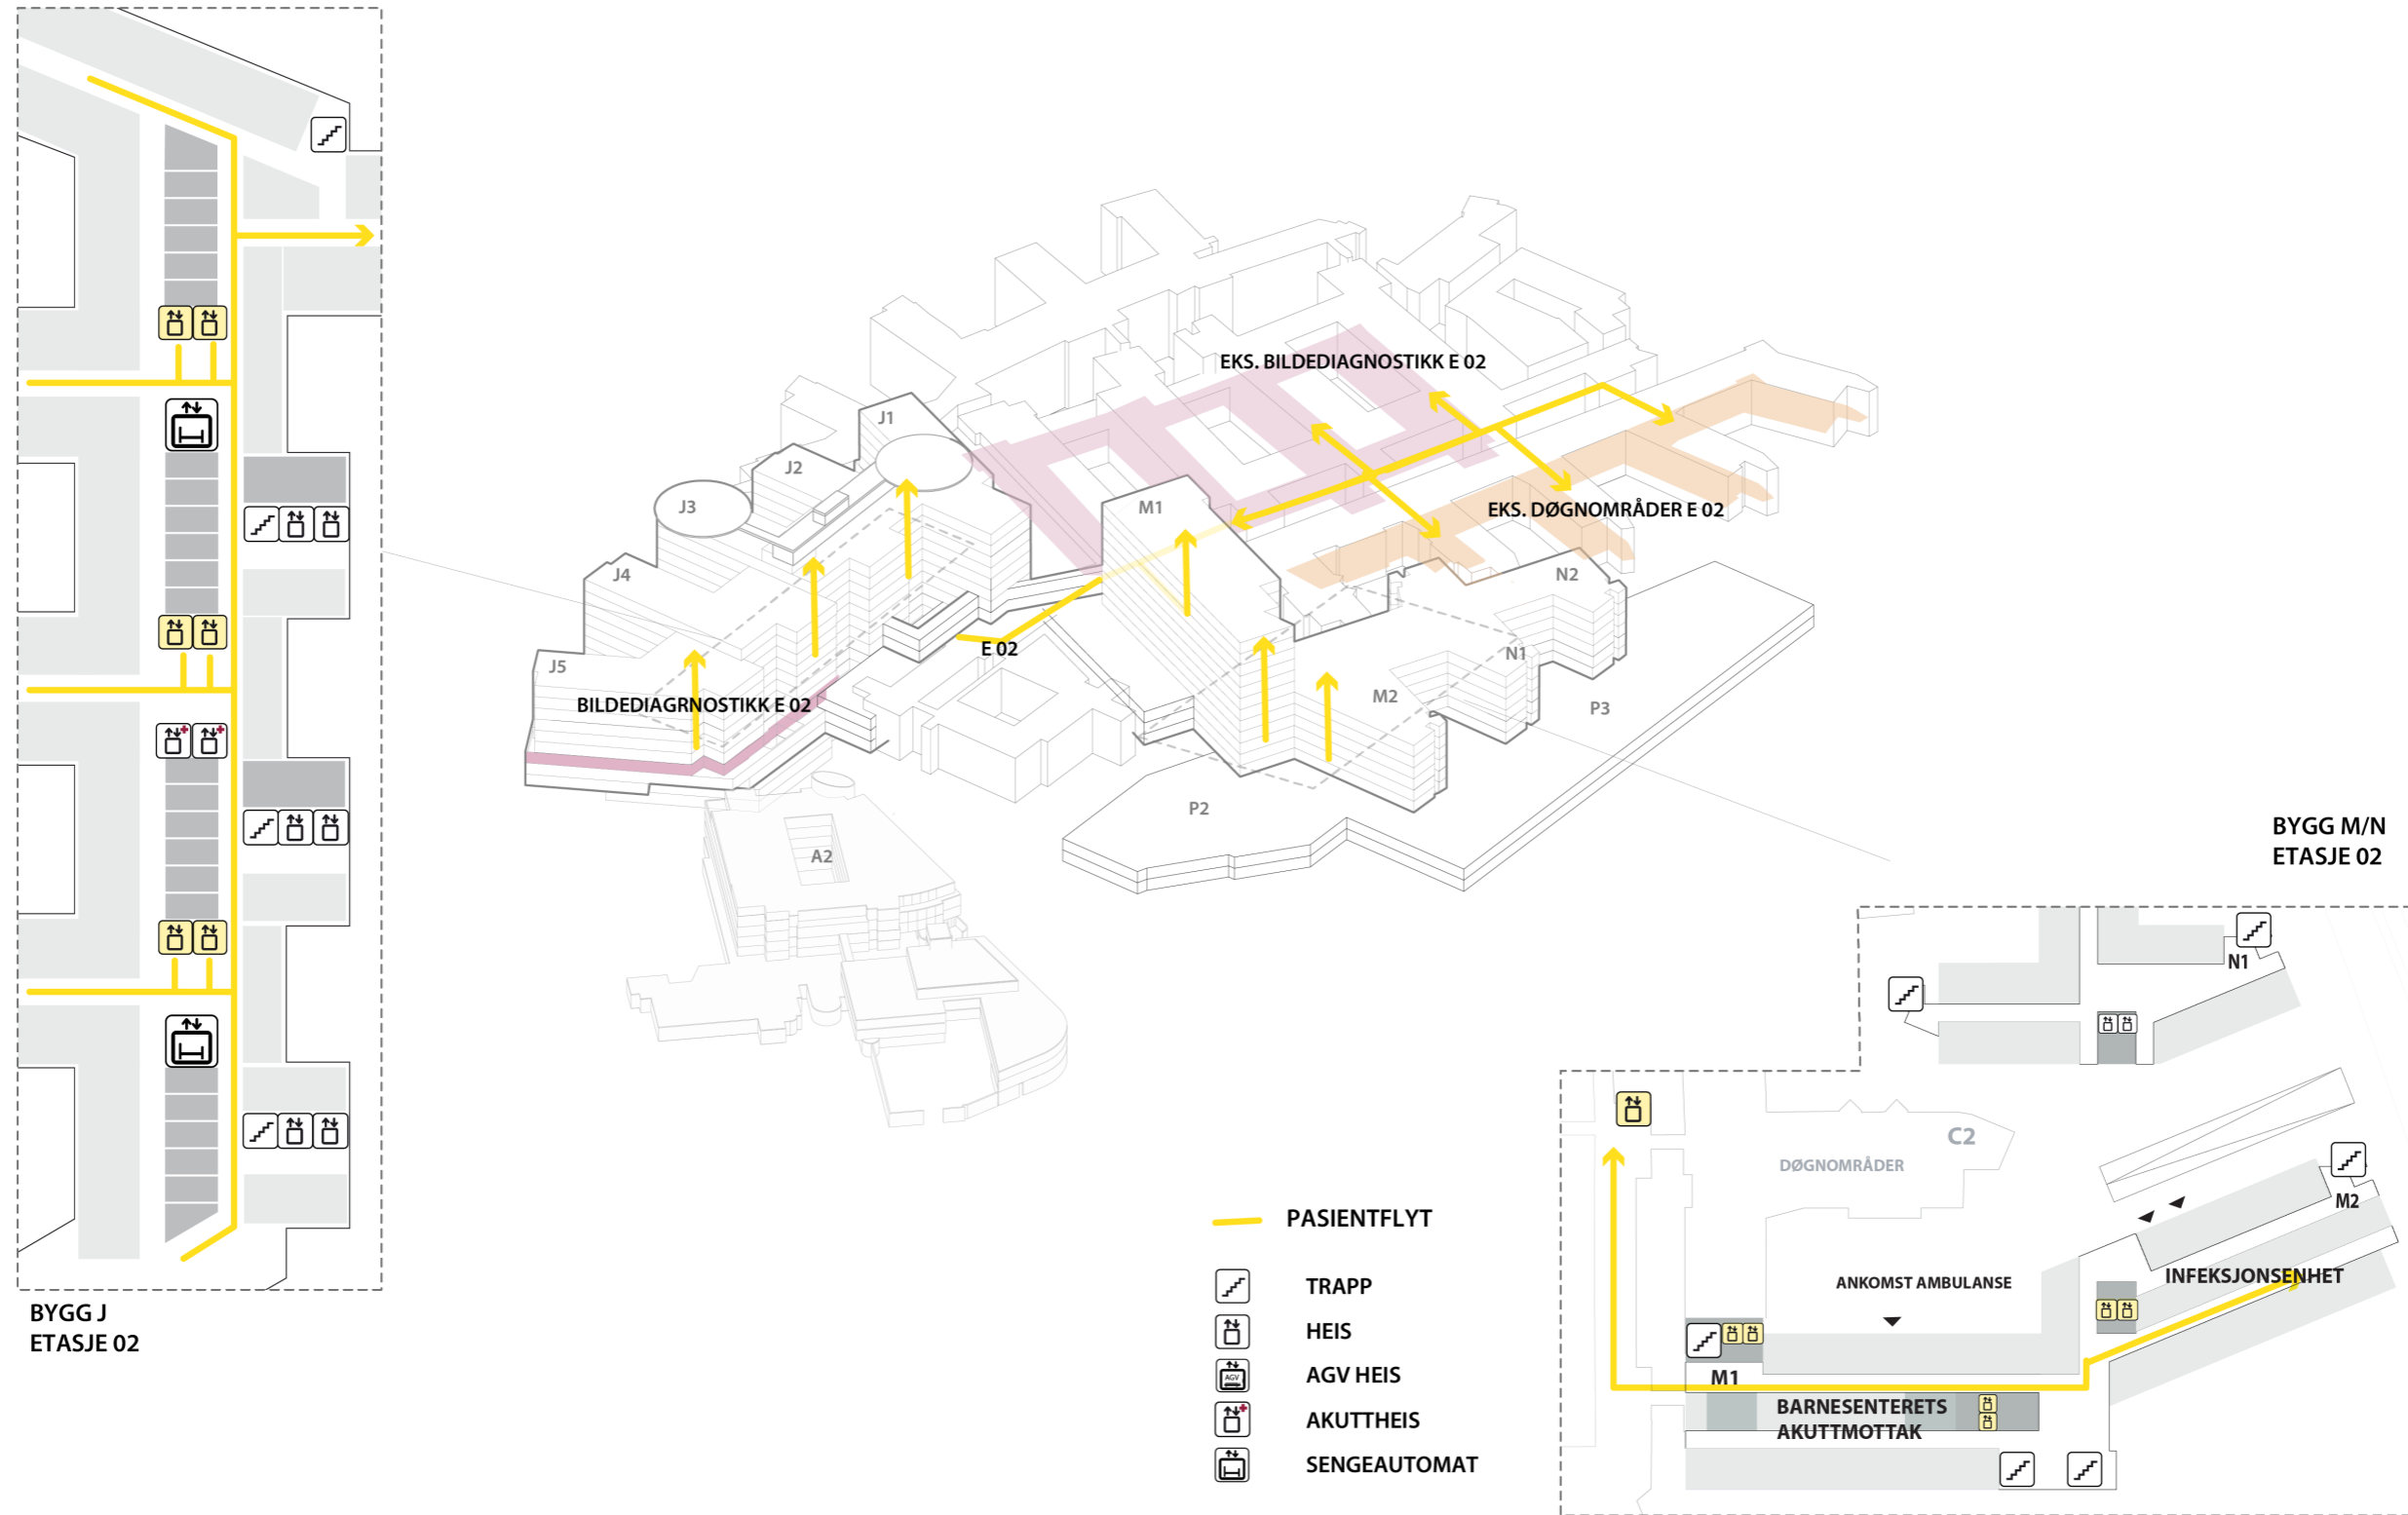 EKS. BILDEDIAGNOSTIKK E 02
J1
J2
J3
M1
EKS. DØGNOMRÅDER E 02
J4
N2
E 02
N1
J5
M2
BILDEDIAGRNOSTIKK E 02
P3
P2
A2
BYGG J
ETASJE 02
BYGG M/N
ETASJE 02
N1
C2
DØGNOMRÅDER
M2
ANKOMST AMBULANSE
INFEKSJONSENHET
M1
BARNESENTERETS
AKUTTMOTTAK
PASIENTFLYT
TRAPP
HEIS
AGV
AGV HEIS
AKUTTHEIS
SENGEAUTOMAT